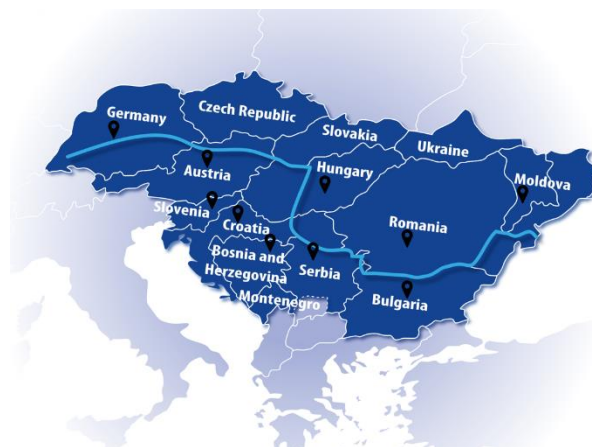 Germany
Czech Republic
Slovakia
Ukraine
Austria
Hungary
Moldova
Slovenia
Croatia
Romania
Bosnia and
Herzegovina
Serbia
Montenegro
Bulgaria